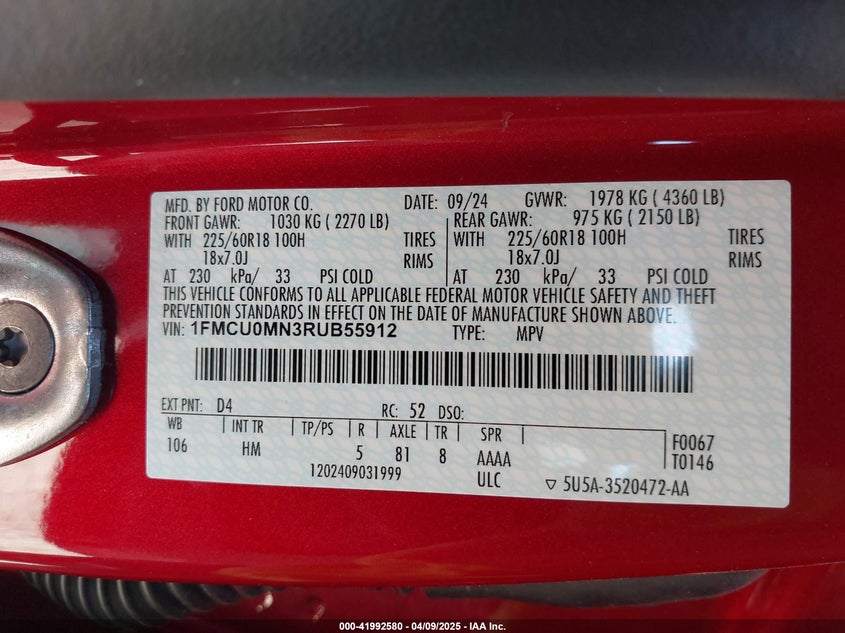 MFD. BY FORD MOTOR CO. DATE: 09/24 GVWR: 1978 KG ( 4360 LB)
FRONT GAWR: 1030 KG ( 2270 LB) REAR GAWR: 975 KG ( 2150 LB)
WITH 225/60R18 100H TIRES WITH 225/60R18 100H TIRES
18x7.0J RIMS 18x7.0J RIMS
AT 230 kPa/ 33 PSI COLD AT 230 kPa/ 33 PSI COLD
THIS VEHICLE CONFORMS TO ALL APPLICABLE FEDERAL MOTOR VEHICLE SAFETY AND THEFT
PREVENTION STANDARDS IN EFFECT ON THE DATE OF MANUFACTURE SHOWN ABOVE.
VIN: 1FMCU0MN3RUB55912 TYPE: MPV
EXT PNT: D4 RC: 52 DSO:
WB INT TR TP/PS R AXLE TR SPR F0067
106 HM 5 81 8 AAAA T0146
1202409031999 ULC ▽ 5U5A-3520472-AA
000-41992580 | 04/09/2025 | © IAA Inc.